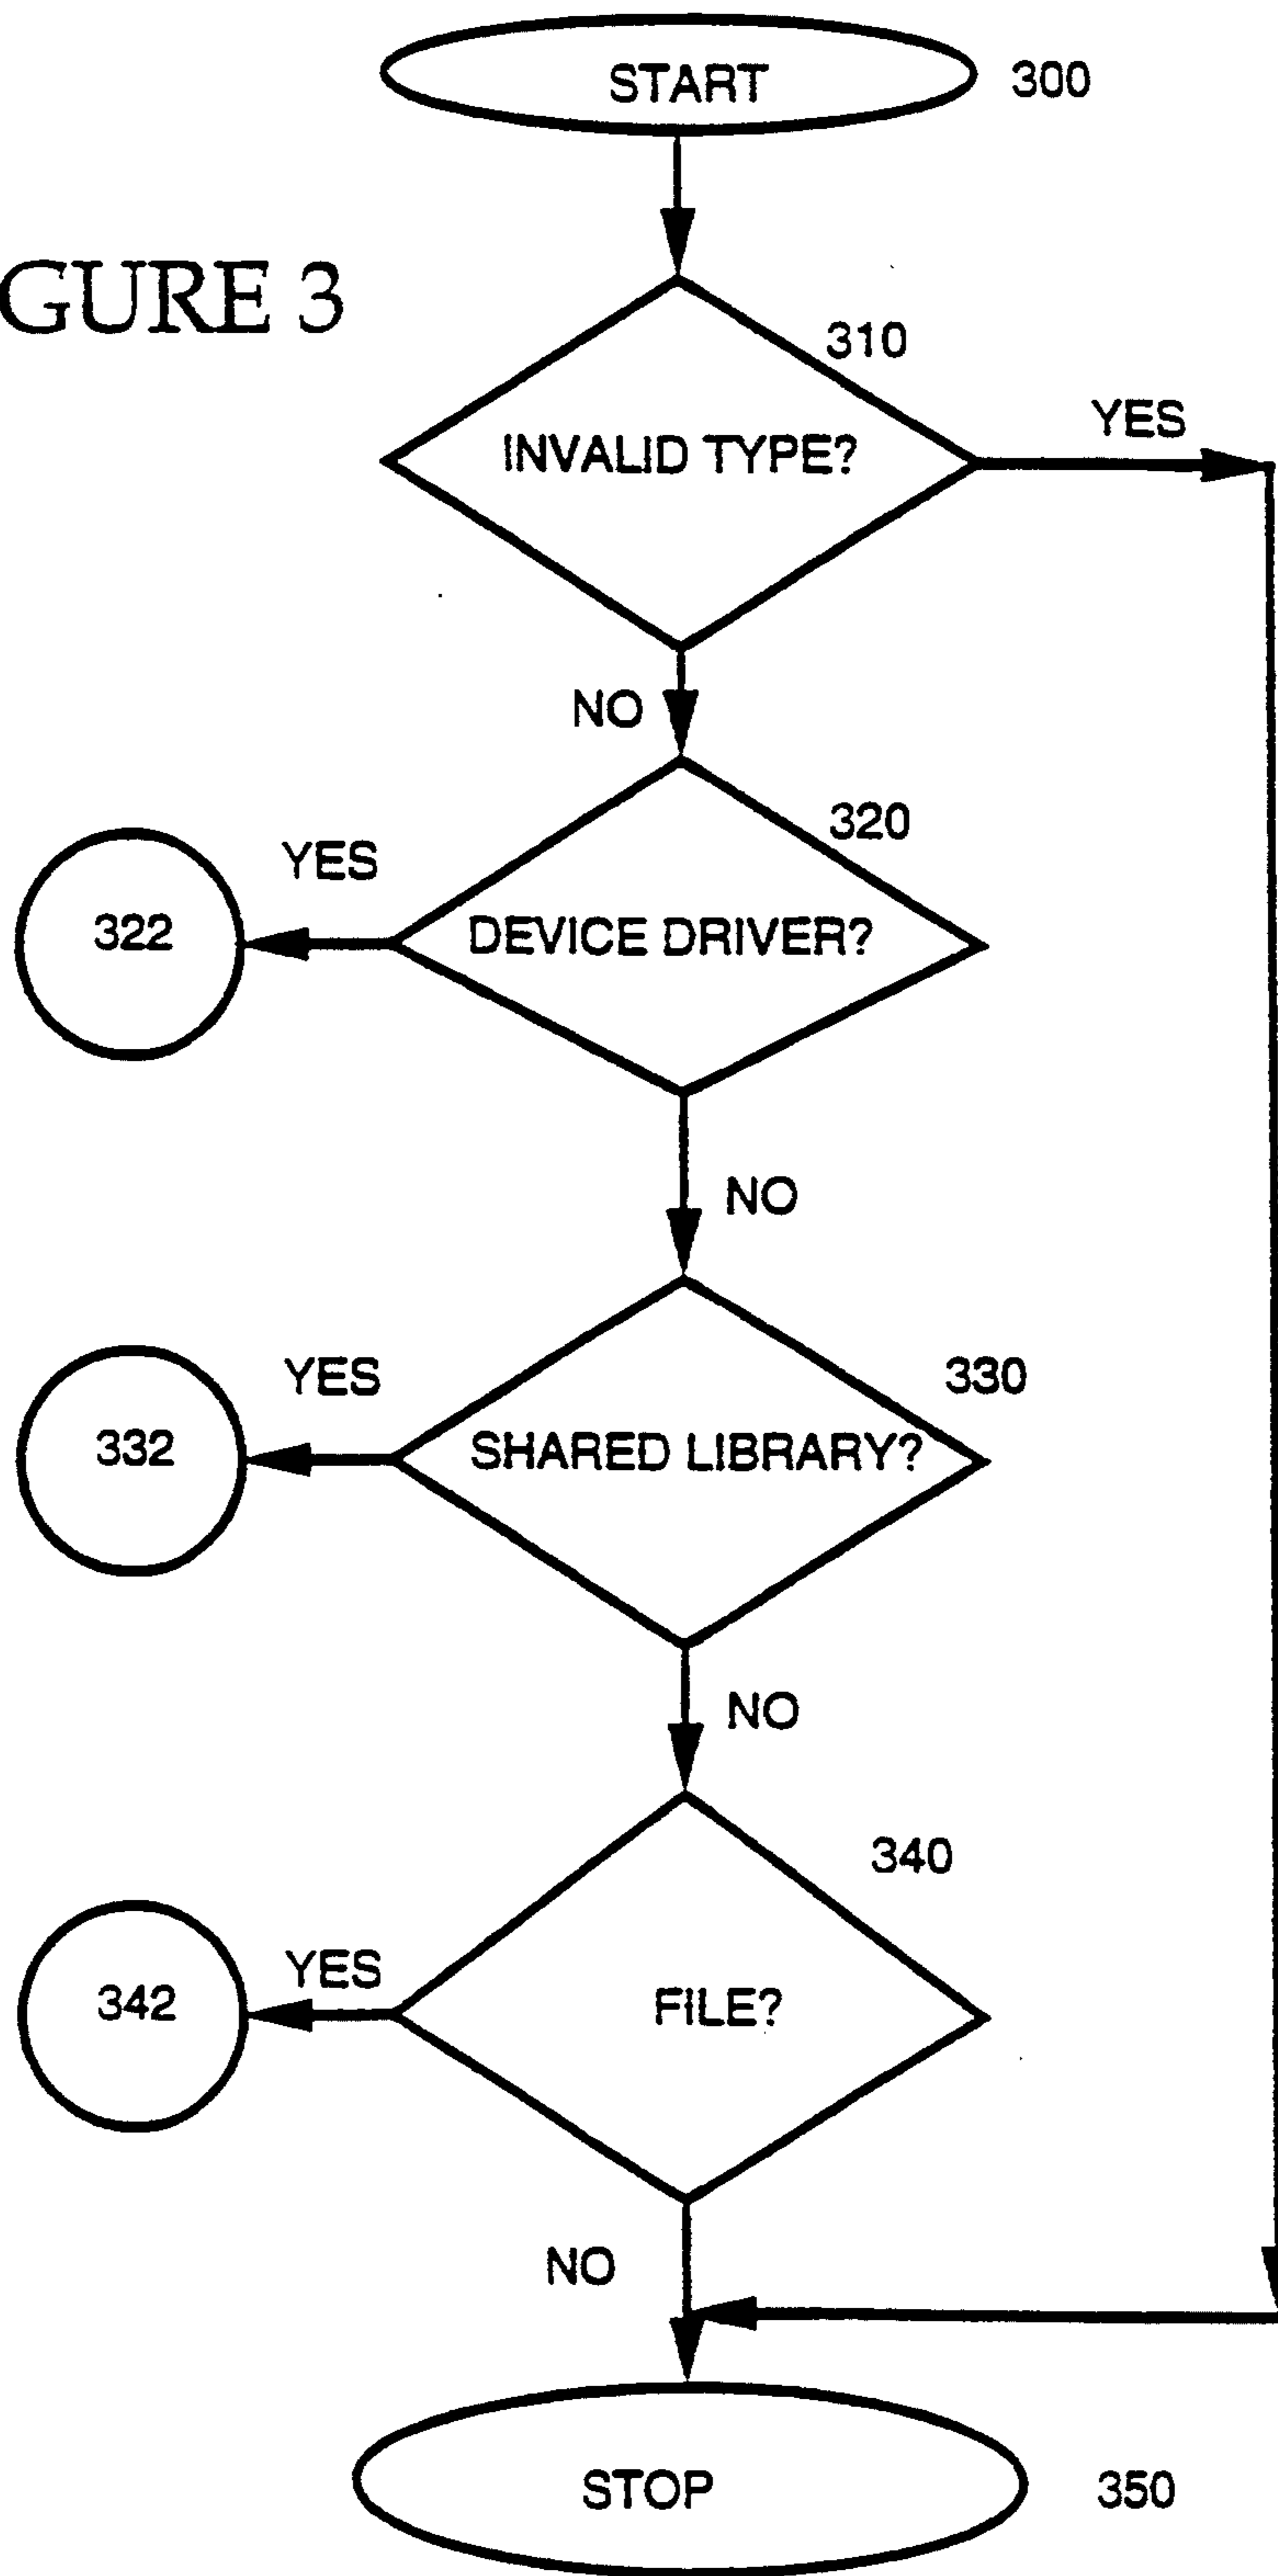 START 300
GURE 3
310
YES
INVALID TYPE?
NO
320
YES
322
DEVICE DRIVER?
NO
330
YES
332
SHARED LIBRARY?
NO
340
YES
342
FILE?
NO
STOP 350